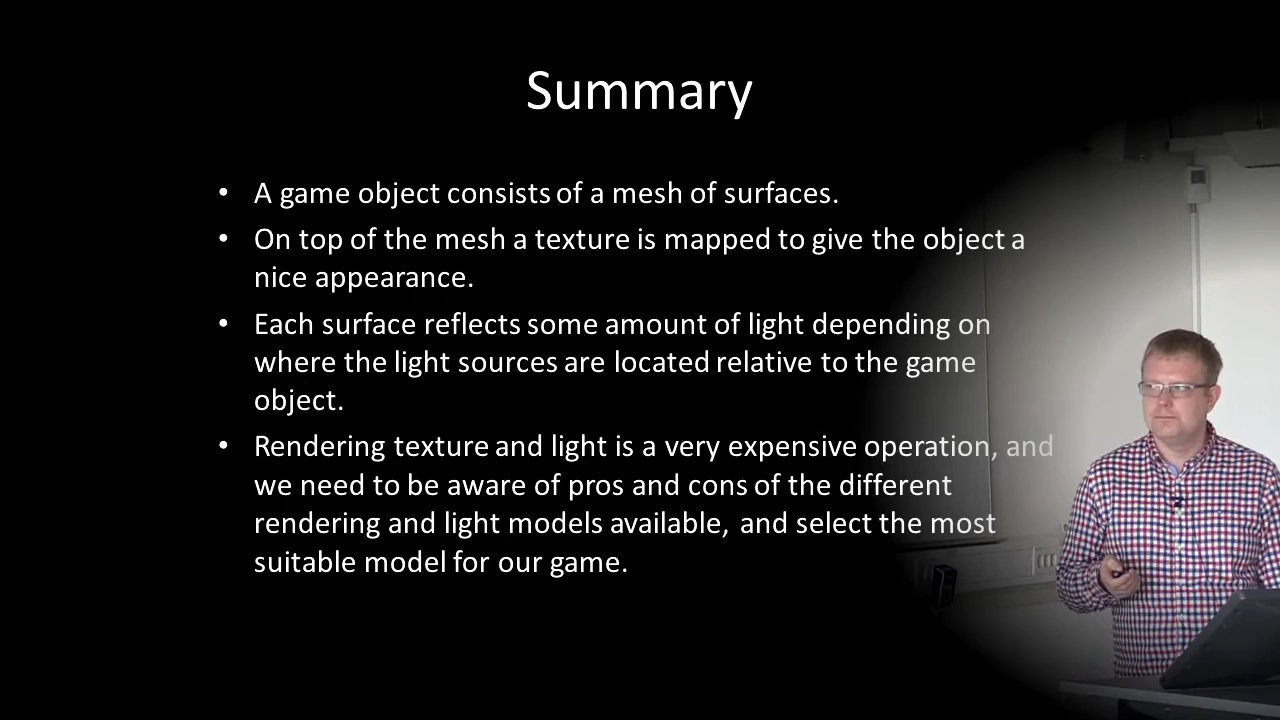 Summary
• A game object consists of a mesh of surfaces.
• On top of the mesh a texture is mapped to give the object a
nice appearance.
• Each surface reflects some amount of light depending on
where the light sources are located relative to the game
object.
• Rendering texture and light is a very expensive operation, and
we need to be aware of pros and cons of the different
rendering and light models available, and select the most
suitable model for our game.